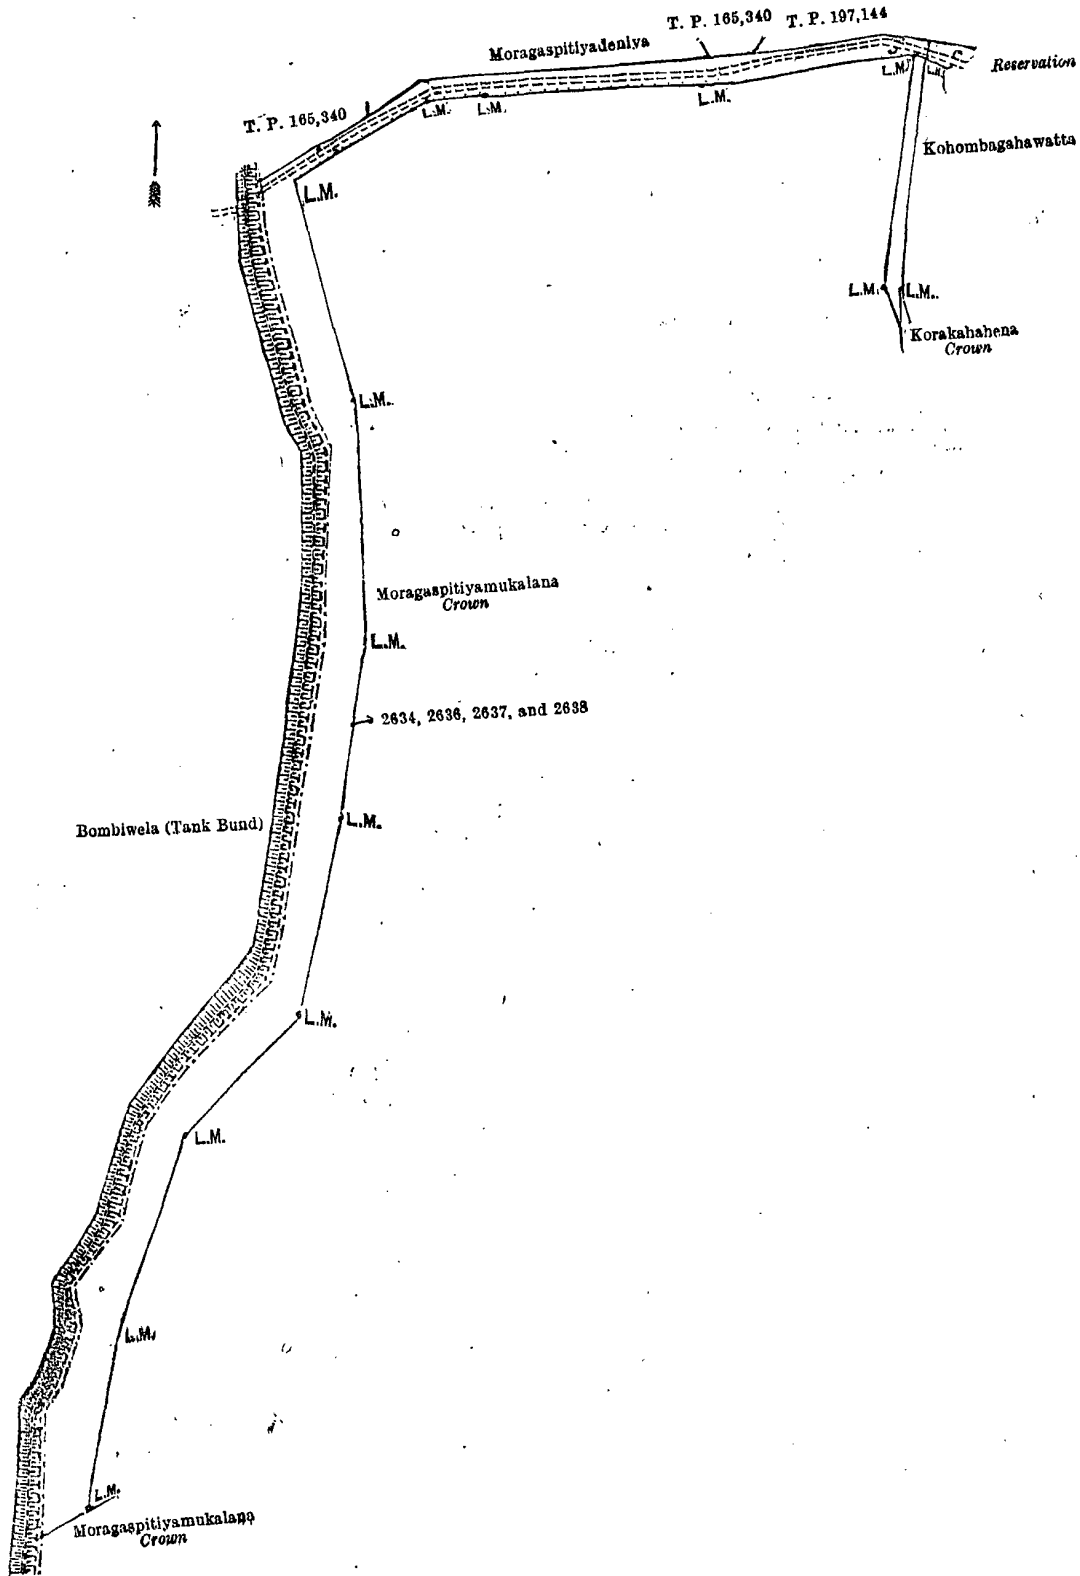 T. P. 165,340
T. P. 197,144
Moragaspitiyadeniya
Reservation
L.M.
L.M.
T. P. 165,340
L.M.
L.M.
L.M.
Kohombagahawatta
L.M.
L.M.
L.M.
Korakahahena
Crown
L.M.
Moragaspitiyamukalana
Crown
L.M.
2634, 2636, 2637, and 2638
Bombiwela (Tank Bund)
L.M.
L.M.
L.M.
L.M.
L.M.
Moragaspitiyamukalana
Crown